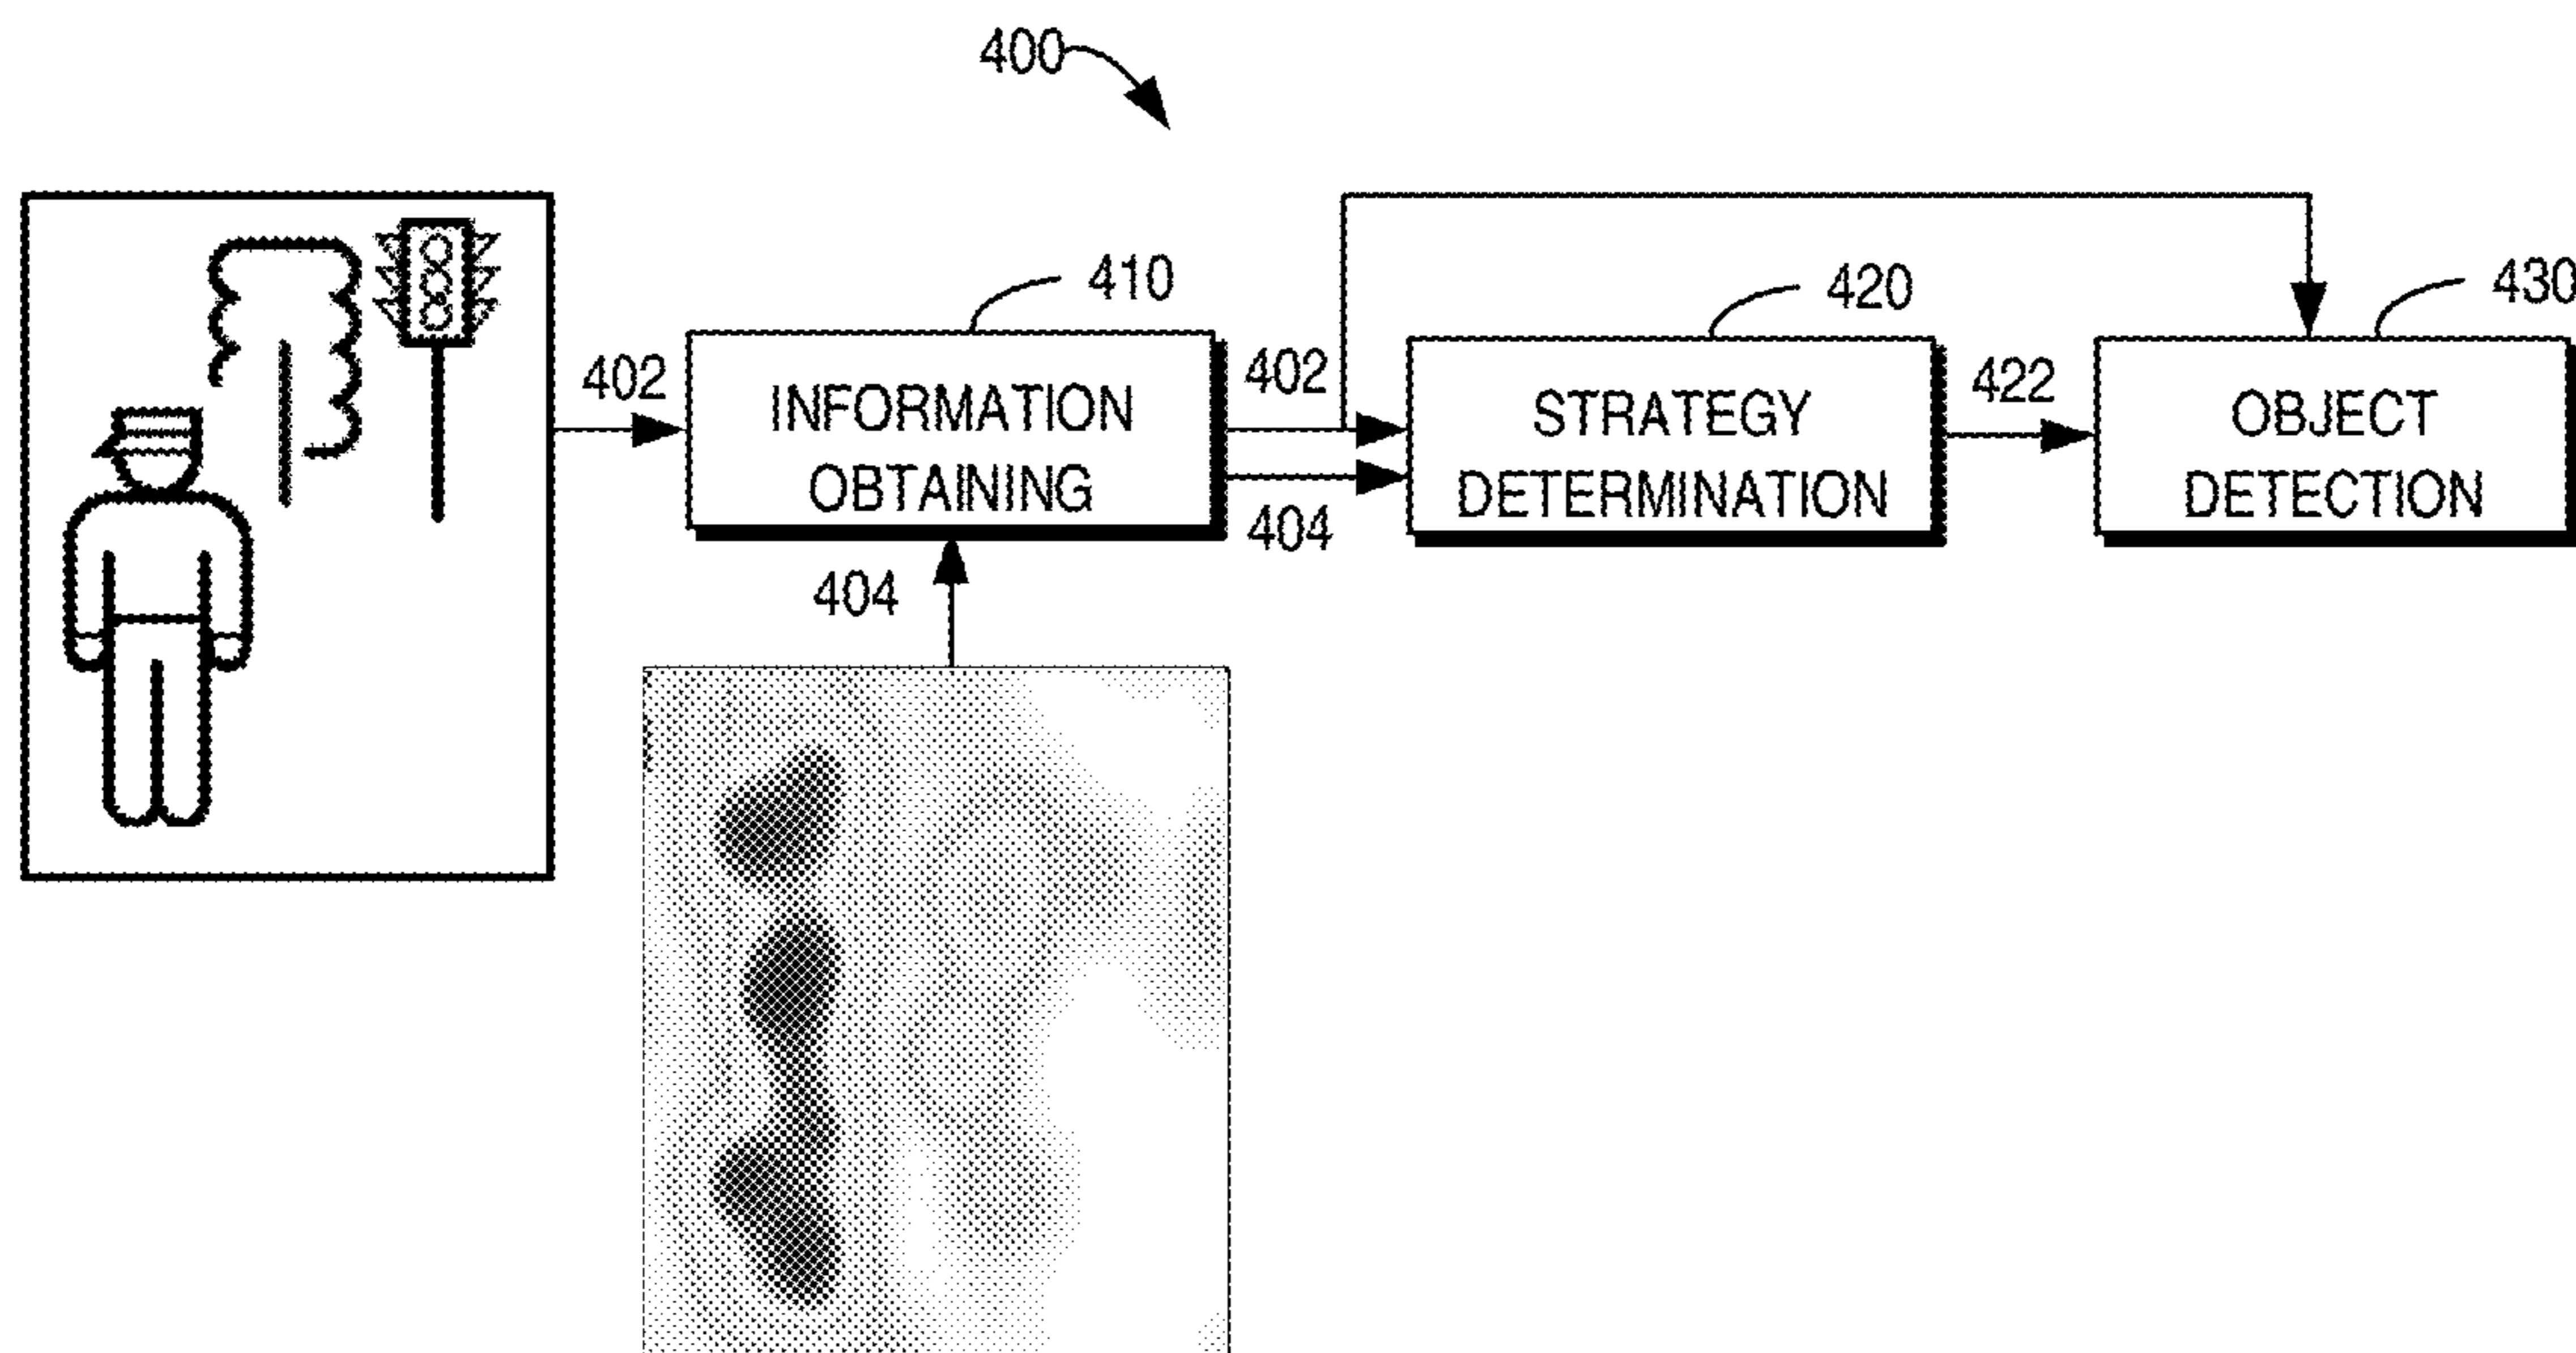 400
410
420
430
402
402
422
INFORMATION
OBTAINING
STRATEGY
DETERMINATION
OBJECT
DETECTION
404
404